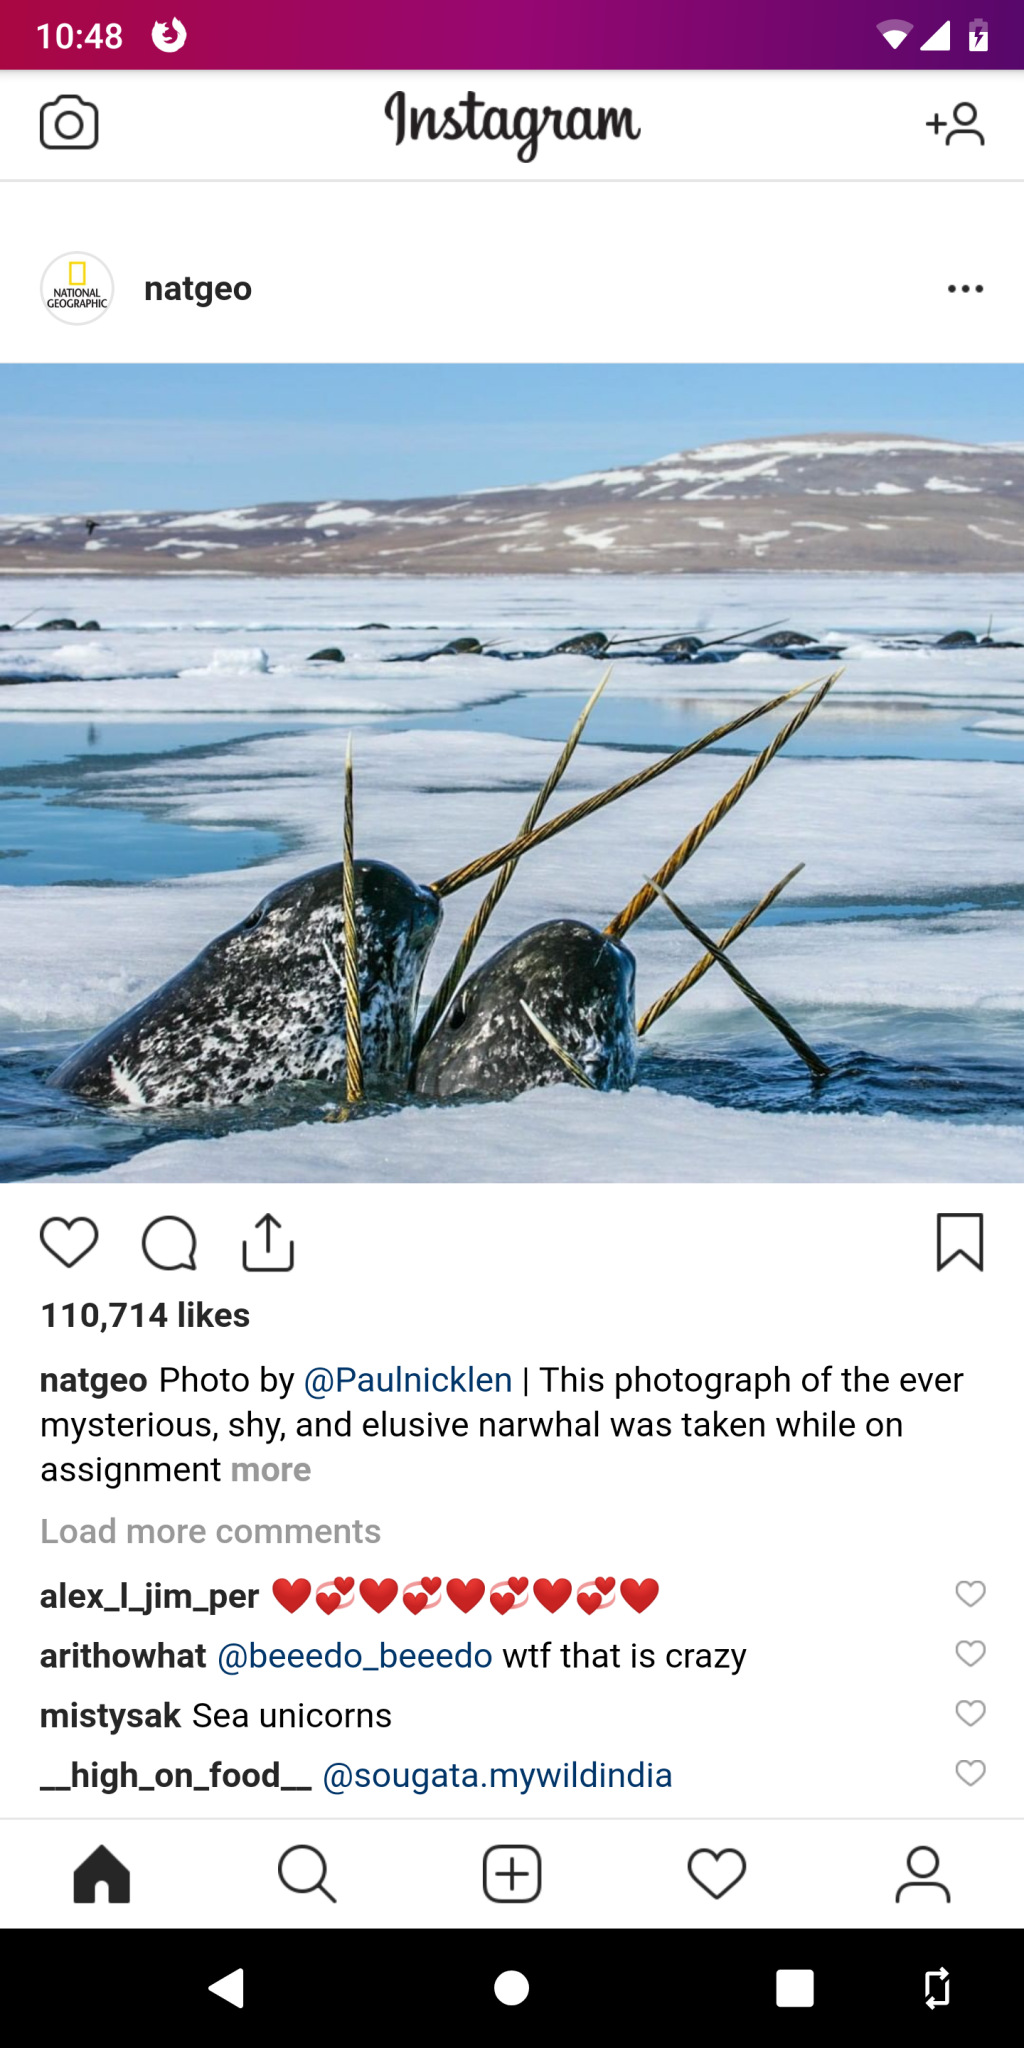 10:48
Instagram
NATIONAL
GEOGRAPHIC
natgeo
110,714 likes
natgeo Photo by @Paulnicklen | This photograph of the ever
mysterious, shy, and elusive narwhal was taken while on
assignment more
Load more comments
alex_l_jim_per ❤️💞❤️💞❤️💞❤️💞❤️
arithowhat @beeedo_beeedo wtf that is crazy
mistysak Sea unicorns
__high_on_food__ @sougata.mywildindia